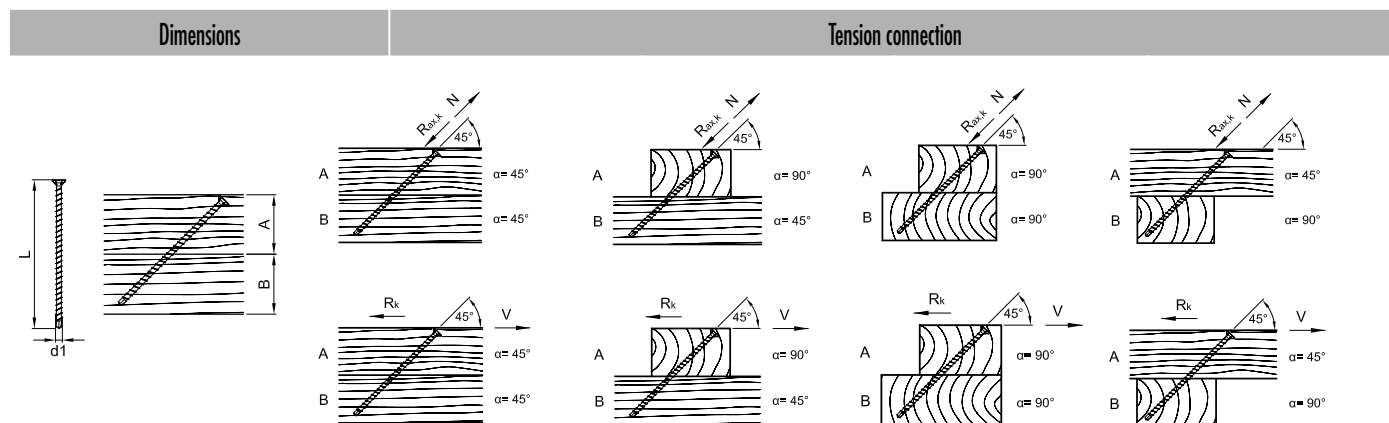 Dimensions
Tension connection
L
d1
A
B
Rax,k
N
45°
A
α= 45°
B
α= 45°
Rax,k
N
45°
A
α= 90°
B
α= 45°
Rax,k
N
45°
A
α= 90°
B
α= 90°
Rax,k
N
45°
A
α= 45°
B
α= 90°
Rk
45°
V
A
α= 45°
B
α= 45°
Rk
45°
V
A
α= 90°
B
α= 45°
Rk
45°
V
A
α= 90°
B
α= 90°
Rk
45°
V
A
α= 45°
B
α= 90°